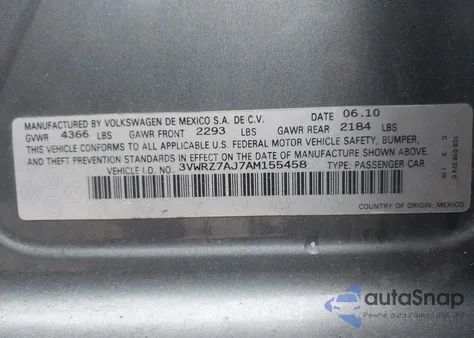 MANUFACTURED BY VOLKSWAGEN DE MEXICO S.A. DE C.V. DATE 06.10
GVWR 4366 LBS GAWR FRONT 2293 LBS GAWR REAR 2184 LBS
THIS VEHICLE CONFORMS TO ALL APPLICABLE U.S. FEDERAL MOTOR VEHICLE SAFETY, BUMPER,
AND THEFT PREVENTION STANDARDS IN EFFECT ON THE DATE OF MANUFACTURE SHOWN ABOVE.
VEHICLE I.D. NO. 3VWRZ7AJ7AM155458 TYPE: PASSENGER CAR
COUNTRY OF ORIGIN: MEXICO
autoSnap